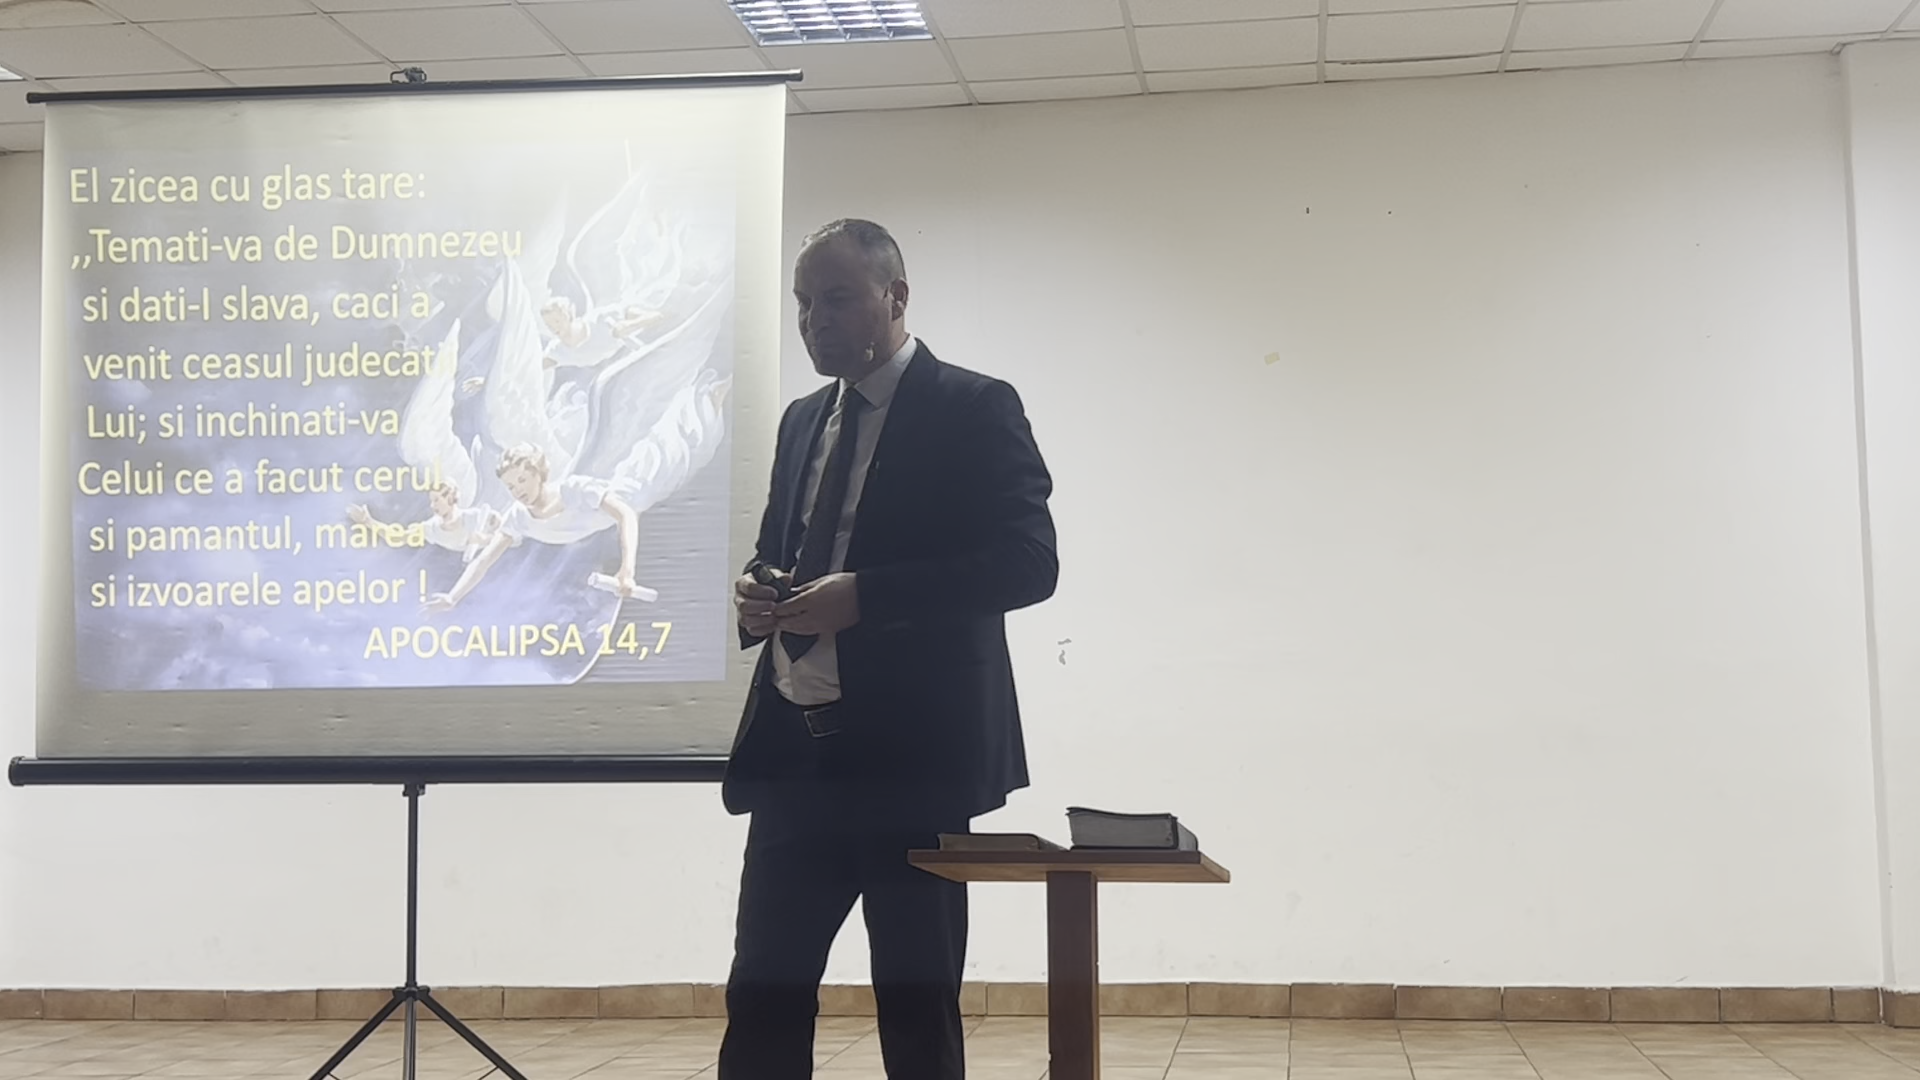 El zicea cu glas tare:
,,Temati-va de Dumnezeu
si dati-I slava, caci a
venit ceasul judecatii
Lui; si inchinati-va
Celui ce a facut cerul
si pamantul, marea
si izvoarele apelor !
APOCALIPSA 14,7